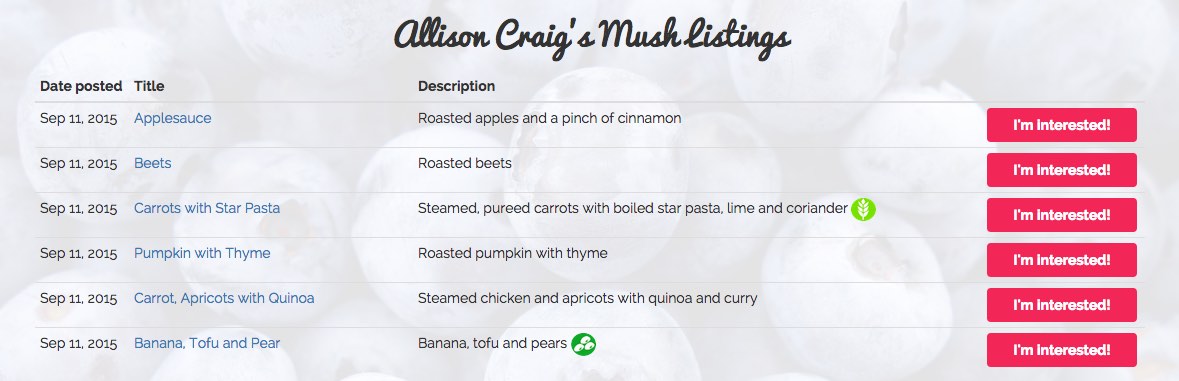 Allison Craig's Mush Listings
Date posted Title Description
Sep 11, 2015 Applesauce Roasted apples and a pinch of cinnamon I'm Interested!
Sep 11, 2015 Beets Roasted beets I'm Interested!
Sep 11, 2015 Carrots with Star Pasta Steamed, pureed carrots with boiled star pasta, lime and coriander I'm Interested!
Sep 11, 2015 Pumpkin with Thyme Roasted pumpkin with thyme I'm Interested!
Sep 11, 2015 Carrot, Apricots with Quinoa Steamed chicken and apricots with quinoa and curry I'm Interested!
Sep 11, 2015 Banana, Tofu and Pear Banana, tofu and pears I'm Interested!